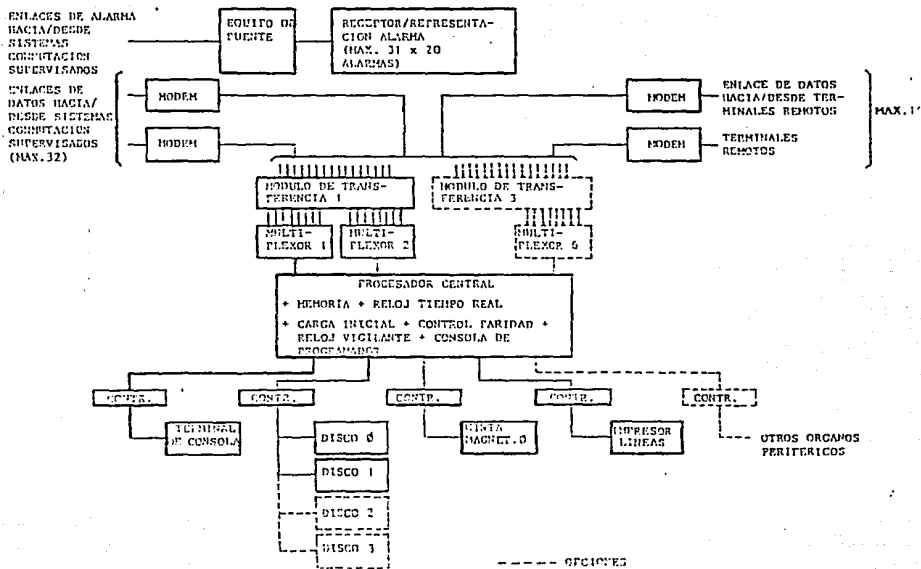 ENLACES DE ALARMA
HACIA/DESDE
SISTEMAS
CONMUTACION
SUPERVISADOS
EQUIPO DE
PUENTE
RECEPTOR/REPRESENTA-
CION ALARMA
(MAX. 31 x 20
ALARMAS)
ENLACES DE
DATOS HACIA/
DESDE SISTEMAS
CONMUTACION
SUPERVISADOS
(MAX.32)
MODEM
MODEM
MODEM
MODEM
ENLACE DE DATOS
HACIA/DESDE TER-
MINALES REMOTOS
TERMINALES
REMOTOS
MAX.1
MODULO DE TRANS-
FERENCIA 1
MODULO DE TRANS-
FERENCIA 3
MULTI-
PLEXOR 1
MULTI-
PLEXOR 2
MULTI-
PLEXOR 6
PROCESADOR CENTRAL
+ MEMORIA + RELOJ TIEMPO REAL
+ CARGA INICIAL + CONTROL PARIDAD +
RELOJ VIGILANTE + CONSOLA DE
PROGRAMADOR
CONTR.
CONTR.
CONTR.
CONTR.
CONTR.
TERMINAL
DE CONSOLA
DISCO Ø
DISCO 1
DISCO 2
DISCO 3
CINTA
MAGNET.Ø
IMPRESOR
LINEAS
OTROS ORGANOS
PERIFERICOS
------ OPCIONES